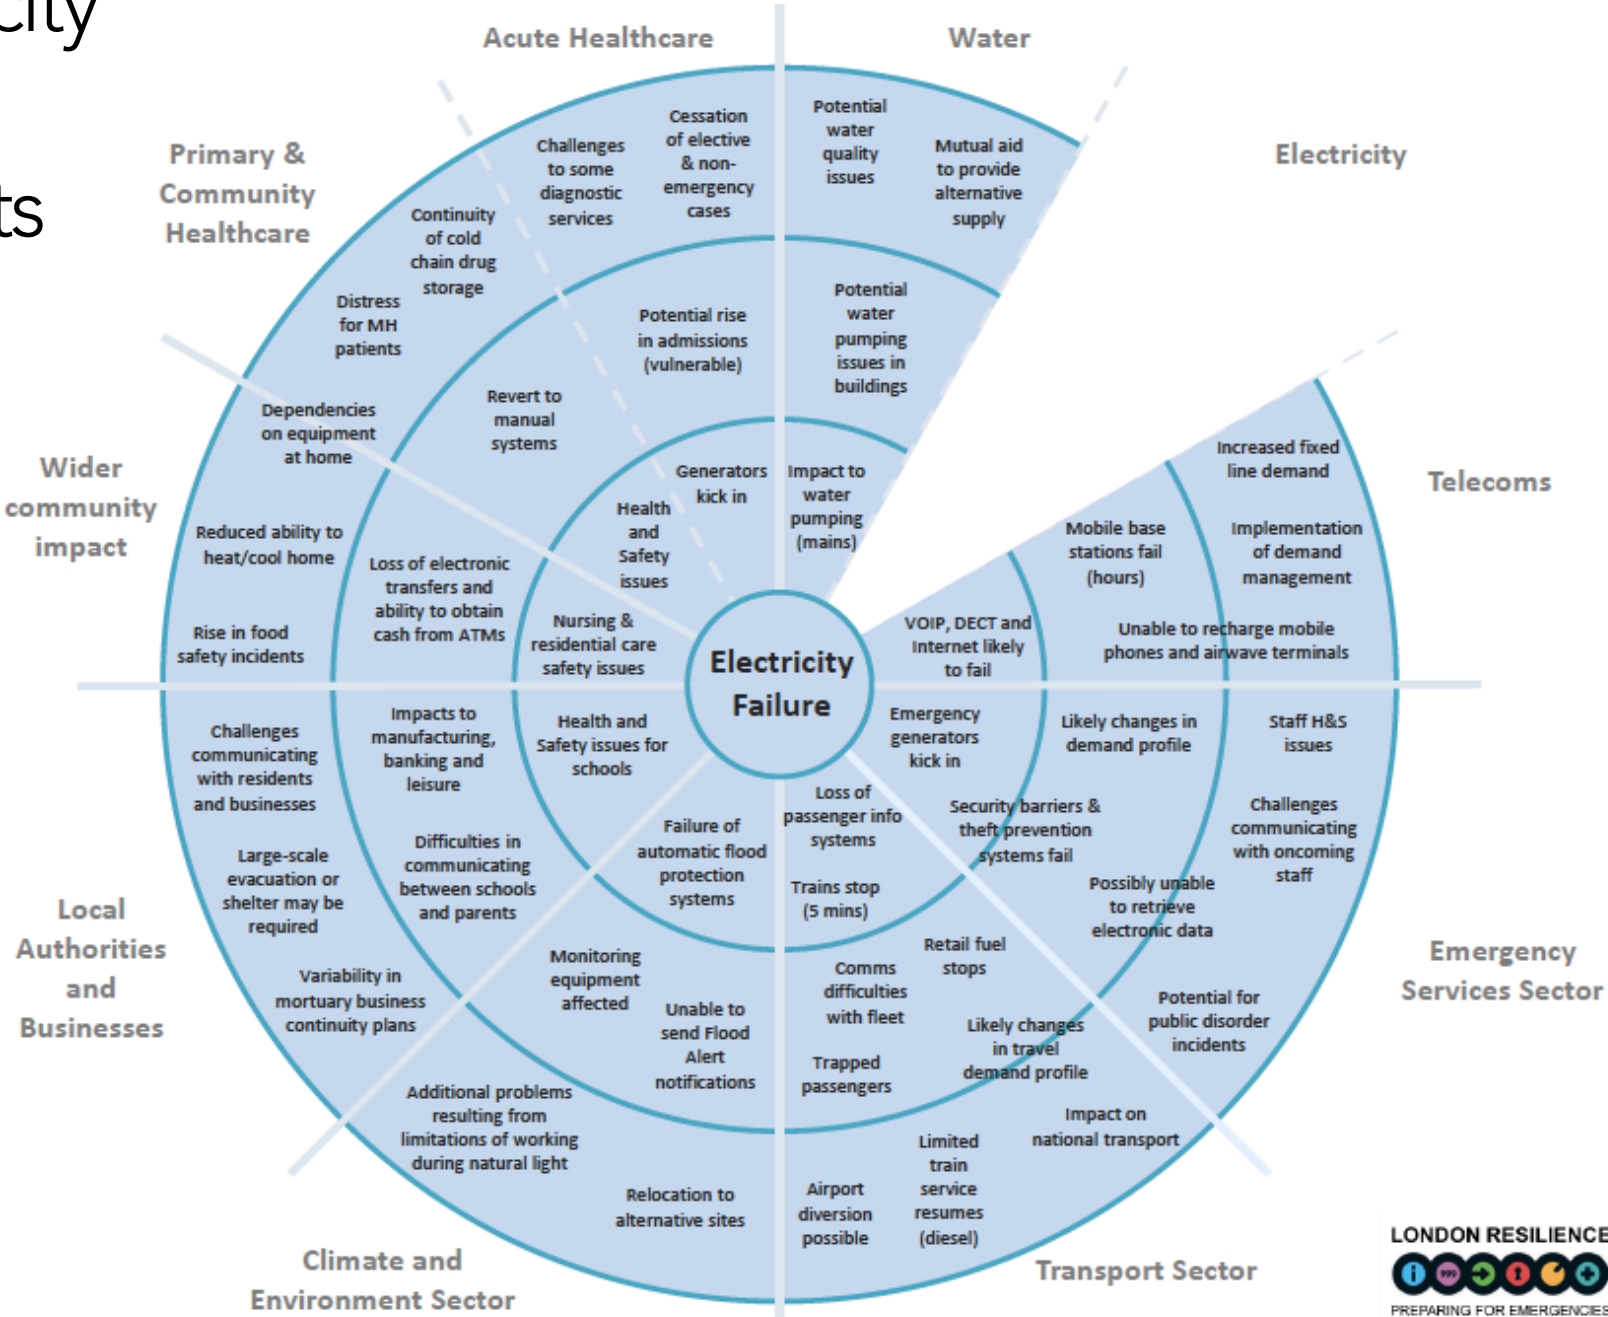 city
ts
Acute Healthcare
Water
Electricity
Primary &
Community
Healthcare
Telecoms
Wider
community
impact
Emergency
Services Sector
Local
Authorities
and
Businesses
Climate and
Environment Sector
Transport Sector
Electricity
Failure
Cessation
of elective
& non-
emergency
cases
Challenges
to some
diagnostic
services
Potential rise
in admissions
(vulnerable)
Generators
kick in
Potential
water
quality
issues
Mutual aid
to provide
alternative
supply
Potential
water
pumping
issues in
buildings
Impact to
water
pumping
(mains)
Increased fixed
line demand
Implementation
of demand
management
Mobile base
stations fail
(hours)
Unable to recharge mobile
phones and airwave terminals
VOIP, DECT and
Internet likely
to fail
Emergency
generators
kick in
Likely changes in
demand profile
Staff H&S
issues
Security barriers &
theft prevention
systems fail
Challenges
communicating
with oncoming
staff
Possibly unable
to retrieve
electronic data
Potential for
public disorder
incidents
Loss of
passenger info
systems
Trains stop
(5 mins)
Retail fuel
stops
Comms
difficulties
with fleet
Likely changes
in travel
demand profile
Trapped
passengers
Impact on
national transport
Limited
train
service
resumes
(diesel)
Airport
diversion
possible
Failure of
automatic flood
protection
systems
Monitoring
equipment
affected
Unable to
send Flood
Alert
notifications
Additional problems
resulting from
limitations of working
during natural light
Relocation to
alternative sites
Health and
Safety issues for
schools
Impacts to
manufacturing,
banking and
leisure
Difficulties in
communicating
between schools
and parents
Challenges
communicating
with residents
and businesses
Large-scale
evacuation or
shelter may be
required
Variability in
mortuary business
continuity plans
Nursing &
residential care
safety issues
Loss of electronic
transfers and
ability to obtain
cash from ATMs
Dependencies
on equipment
at home
Reduced ability to
heat/cool home
Rise in food
safety incidents
Continuity
of cold
chain drug
storage
Distress
for MH
patients
Revert to
manual
systems
Health
and
Safety
issues
LONDON RESILIENCE
i
999
PREPARING FOR EMERGENCIES